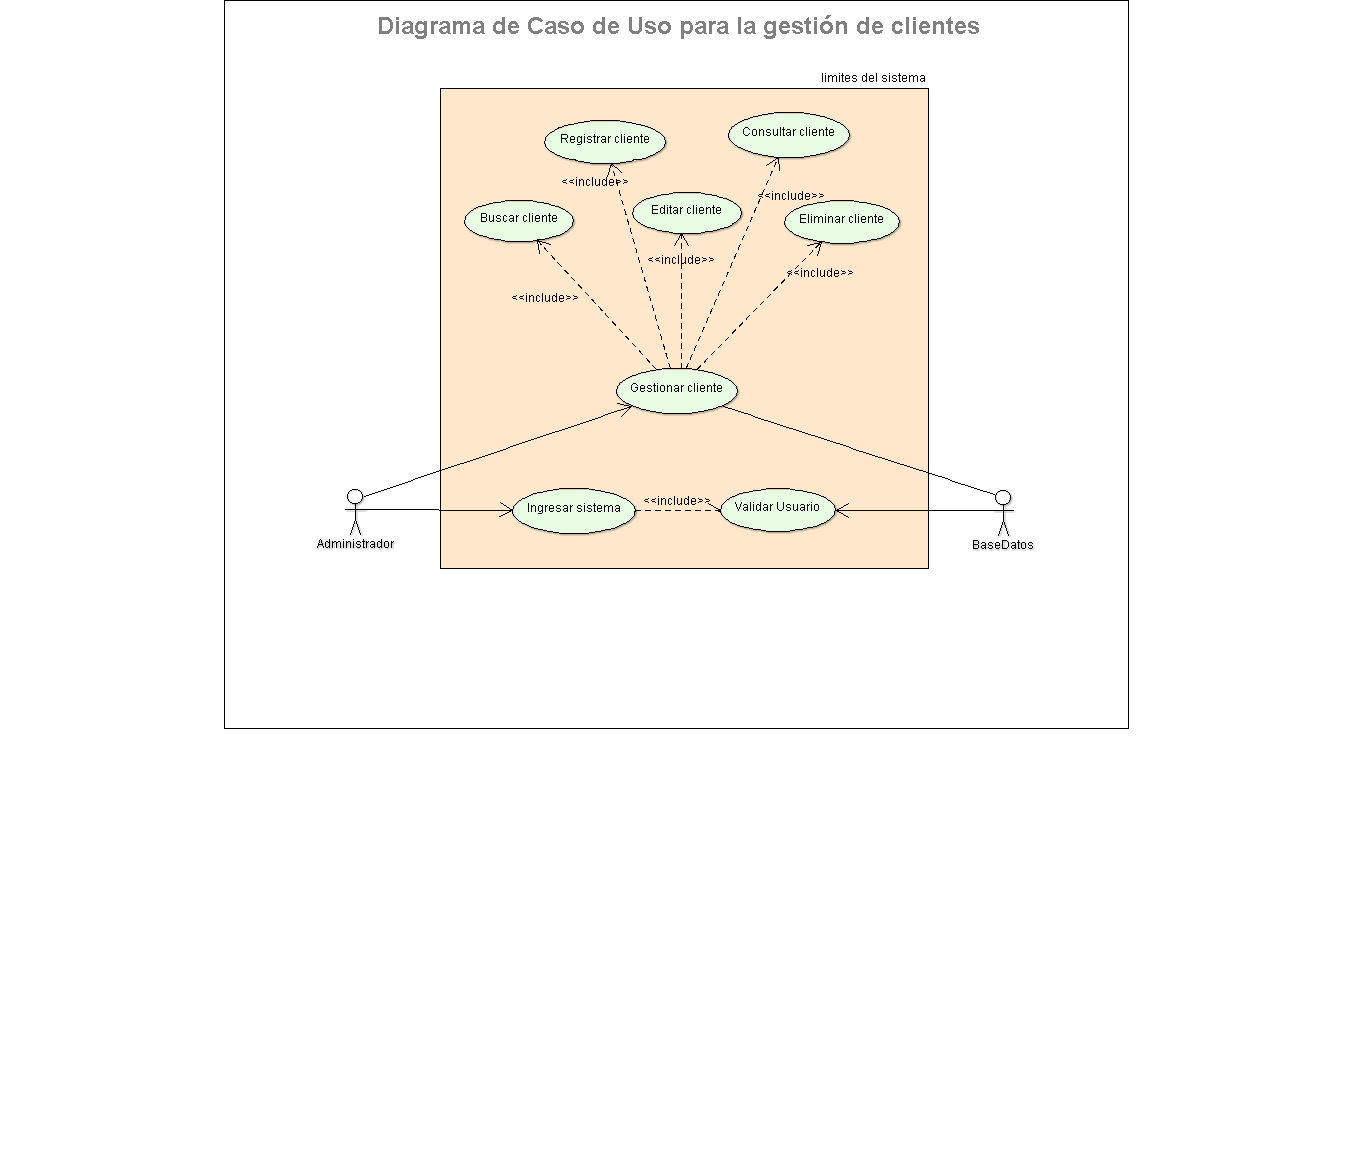 Diagrama de Caso de Uso para la gestión de clientes
limites del sistema
Registrar cliente
Consultar cliente
<<include>>
<<include>>
Buscar cliente
Editar cliente
Eliminar cliente
<<include>>
<<include>>
<<include>>
Gestionar cliente
Ingresar sistema
<<include>>
Validar Usuario
Administrador
BaseDatos